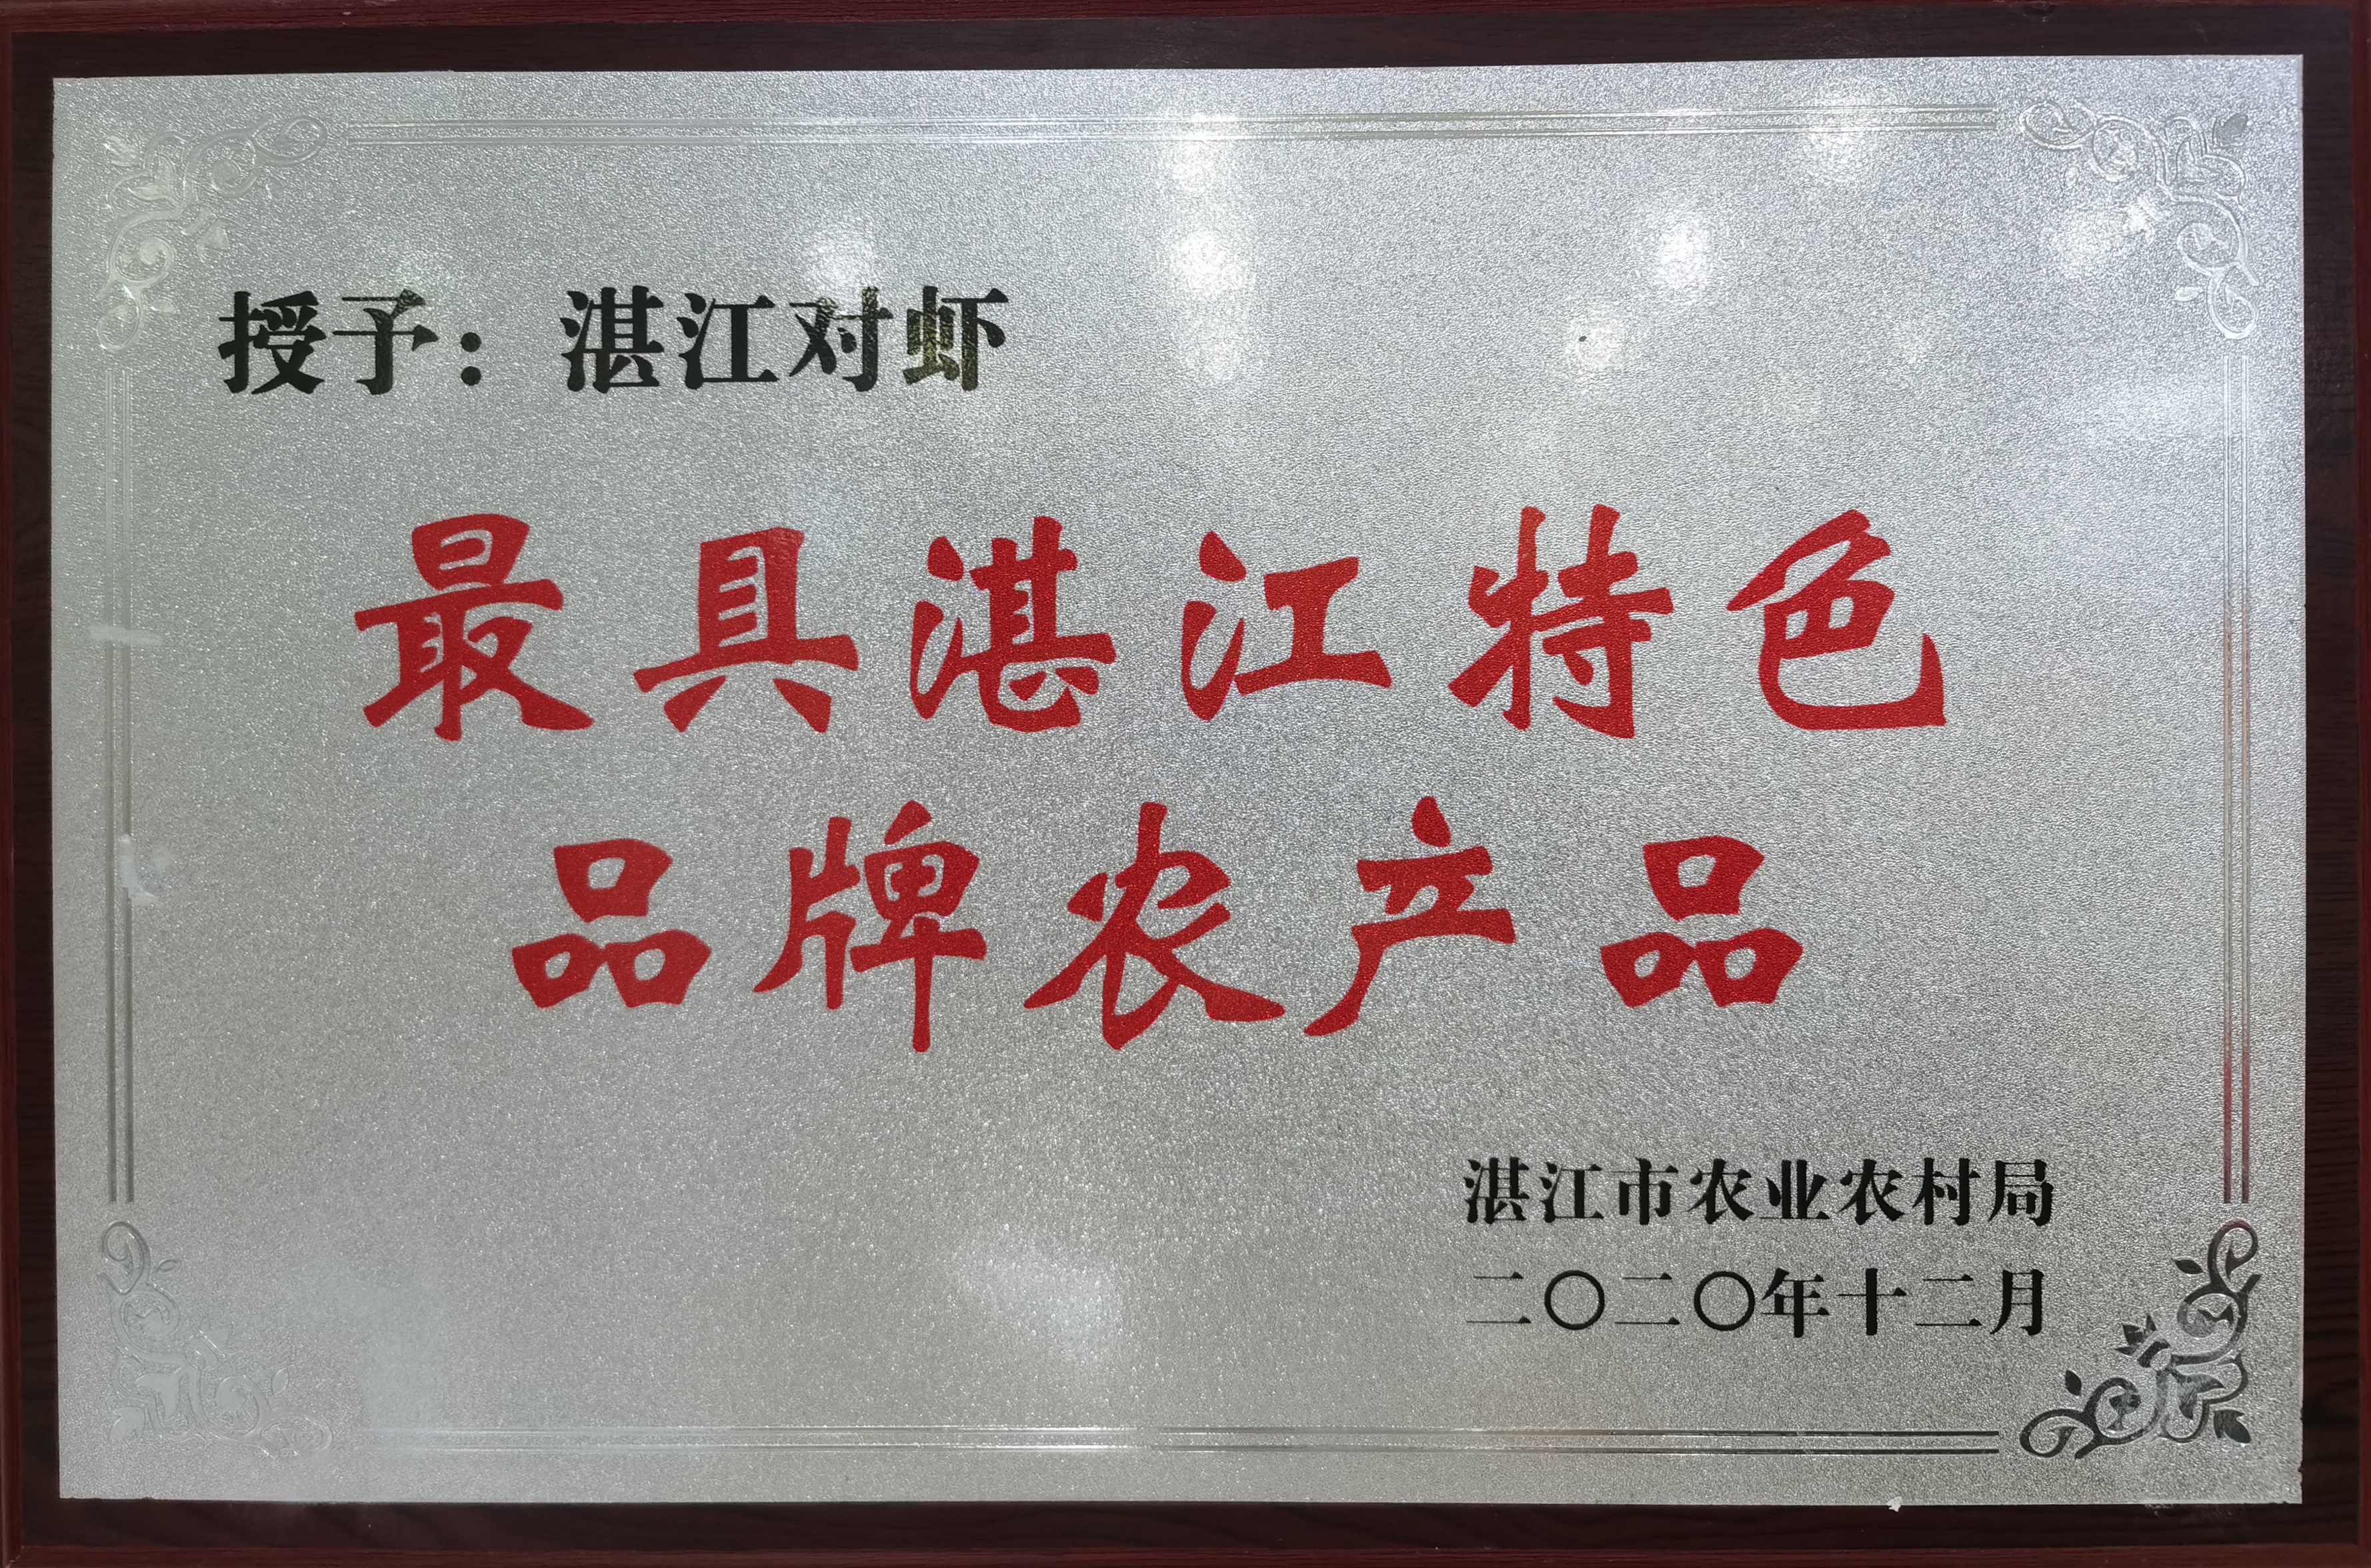 授予：湛江对虾
最具湛江特色
品牌农产品
湛江市农业农村局
二〇二〇年十二月